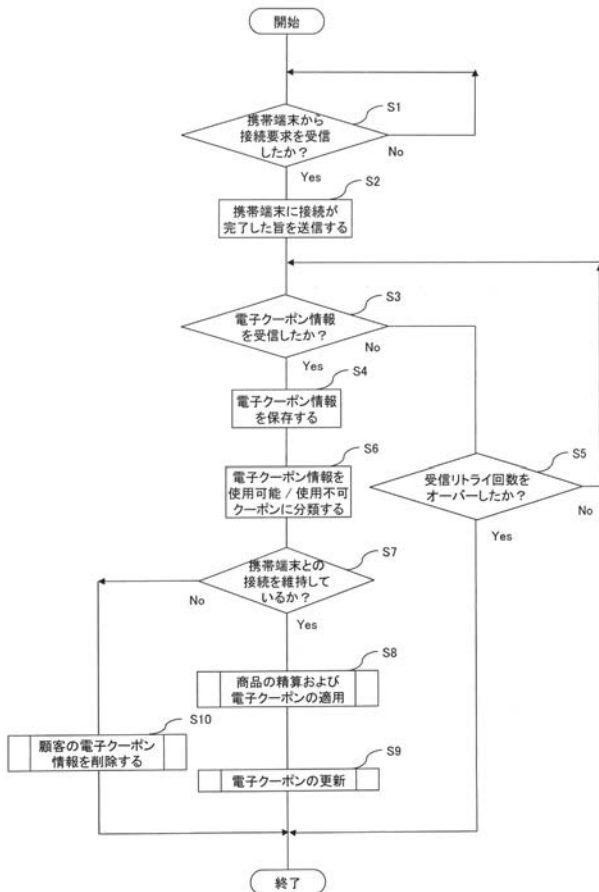 開始
S1
携帯端末から
接続要求を受信
したか?
No
Yes
S2
携帯端末に接続が
完了した旨を送信する
S3
電子クーポン情報
を受信したか?
No
Yes
S4
電子クーポン情報
を保存する
S6
電子クーポン情報を
使用可能 / 使用不可
クーポンに分類する
S5
受信リトライ回数を
オーバーしたか?
No
Yes
S7
携帯端末との
接続を維持して
いるか?
No
Yes
S8
商品の精算および
電子クーポンの適用
S10
顧客の電子クーポン
情報を削除する
S9
電子クーポンの更新
終了